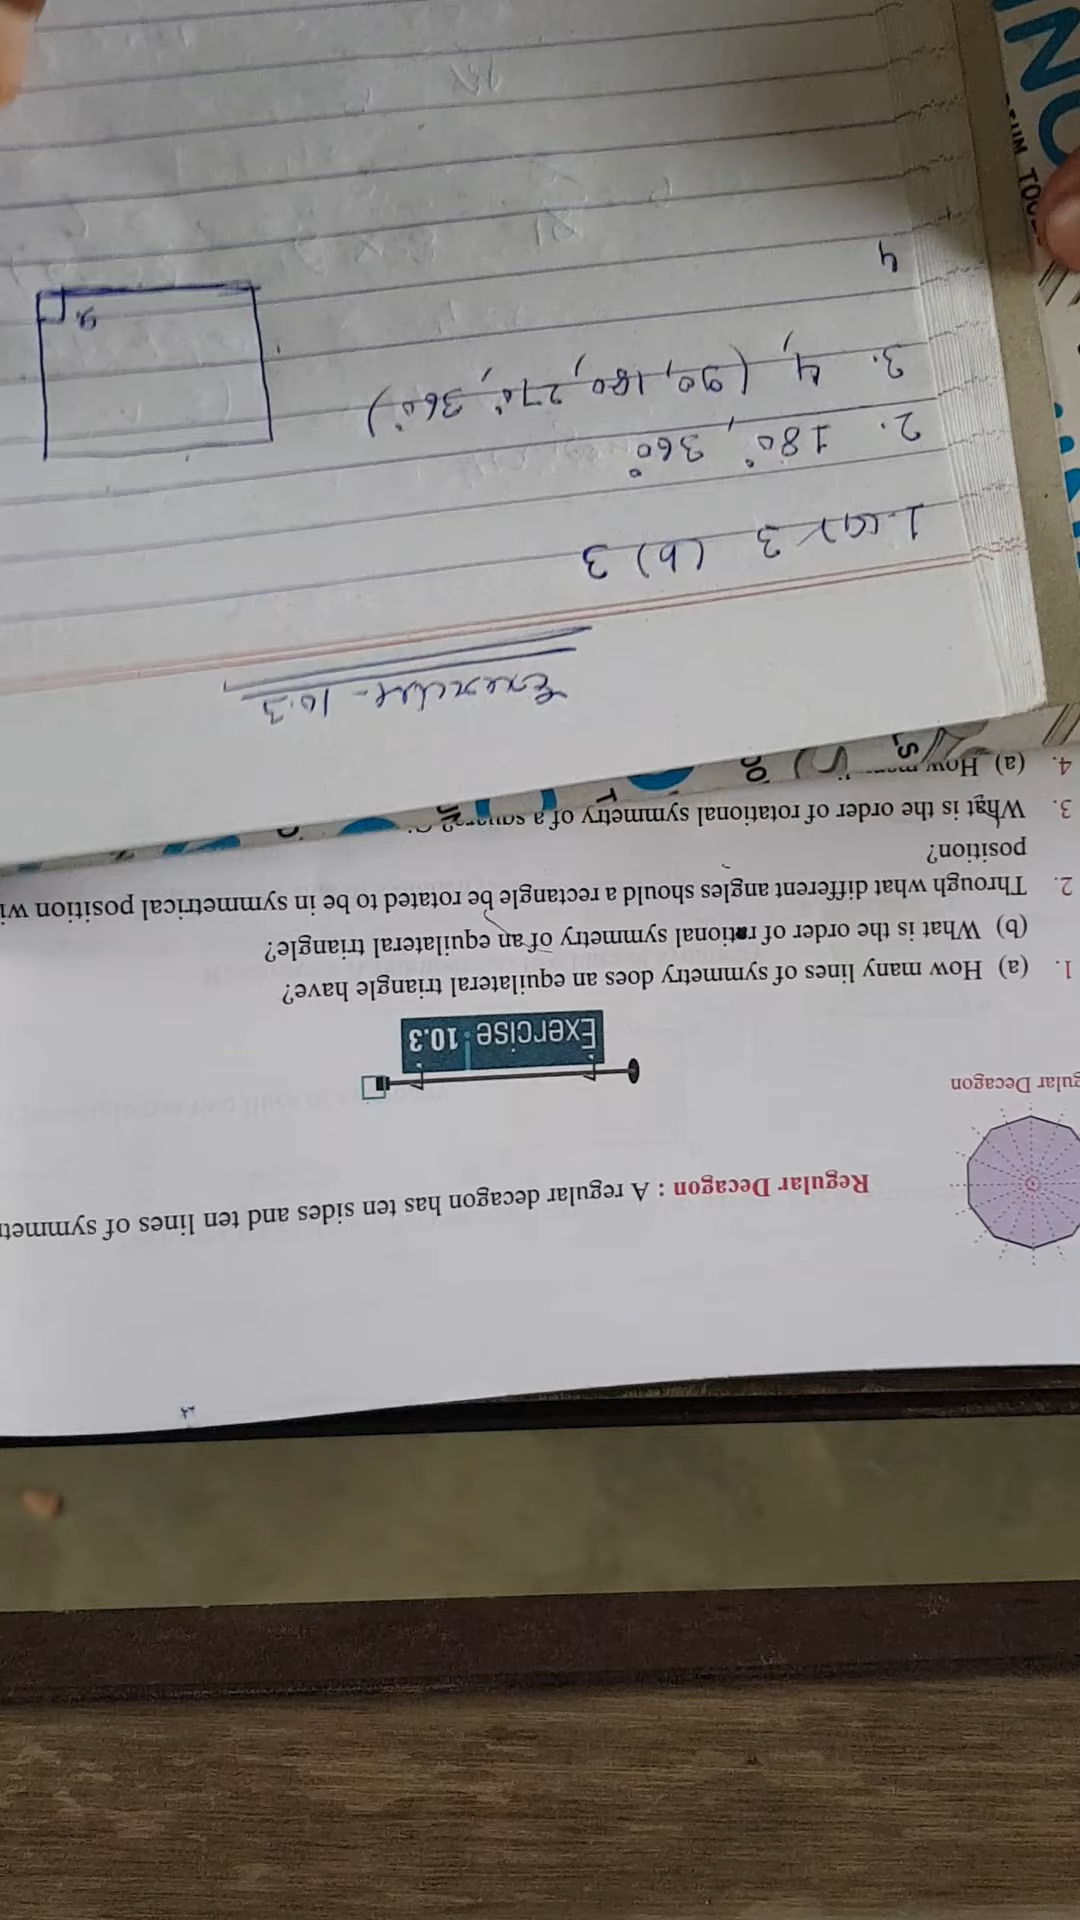 Regular Decagon : A regular decagon has ten sides and ten lines of
Decagon
Exercise 10.3
1. (a) How many lines of symmetry does an equilateral triangle have?
(b) What is the order of rotional symmetry of an equilateral triangle?
2. Through what different angles should a rectangle be rotated to be in symmetrical position
position?
3. What is the order of rotational symmetry of a square?
4. (a) How
10.3
1. (a) 3 (b) 3
2. 180°, 360°
3. 4, (90, 180, 270°, 360°)
4